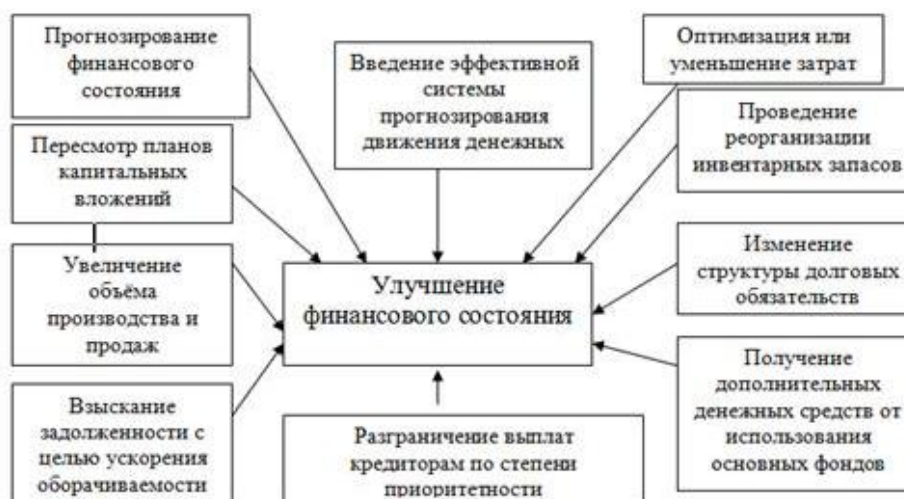 Прогнозирование
финансового
состояния
Введение эффективной
системы
прогнозирования
движения денежных
Оптимизация или
уменьшение затрат
Пересмотр планов
капитальных
вложений
Проведение
реорганизации
инвентарных запасов
Увеличение
объёма
производства и
продаж
Улучшение
финансового состояния
Изменение
структуры долговых
обязательств
Взыскание
задолженности с
целью ускорения
оборачиваемости
Разграничение выплат
кредиторам по степени
приоритетности
Получение
дополнительных
денежных средств от
использования
основных фондов